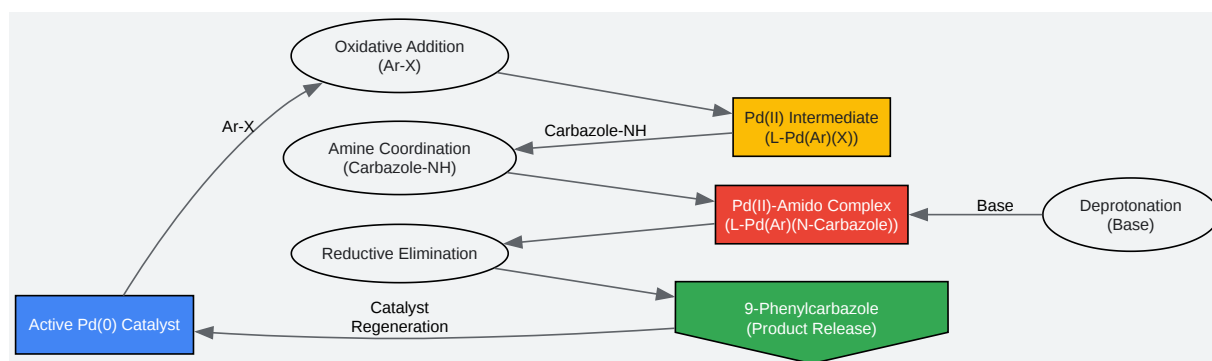 Oxidative Addition
(Ar-X)
Ar-X
Pd(II) Intermediate
(L-Pd(Ar)(X))
Carbazole-NH
Amine Coordination
(Carbazole-NH)
Pd(II)-Amido Complex
(L-Pd(Ar)(N-Carbazole))
Base
Deprotonation
(Base)
Reductive Elimination
Active Pd(0) Catalyst
Catalyst
Regeneration
9-Phenylcarbazole
(Product Release)